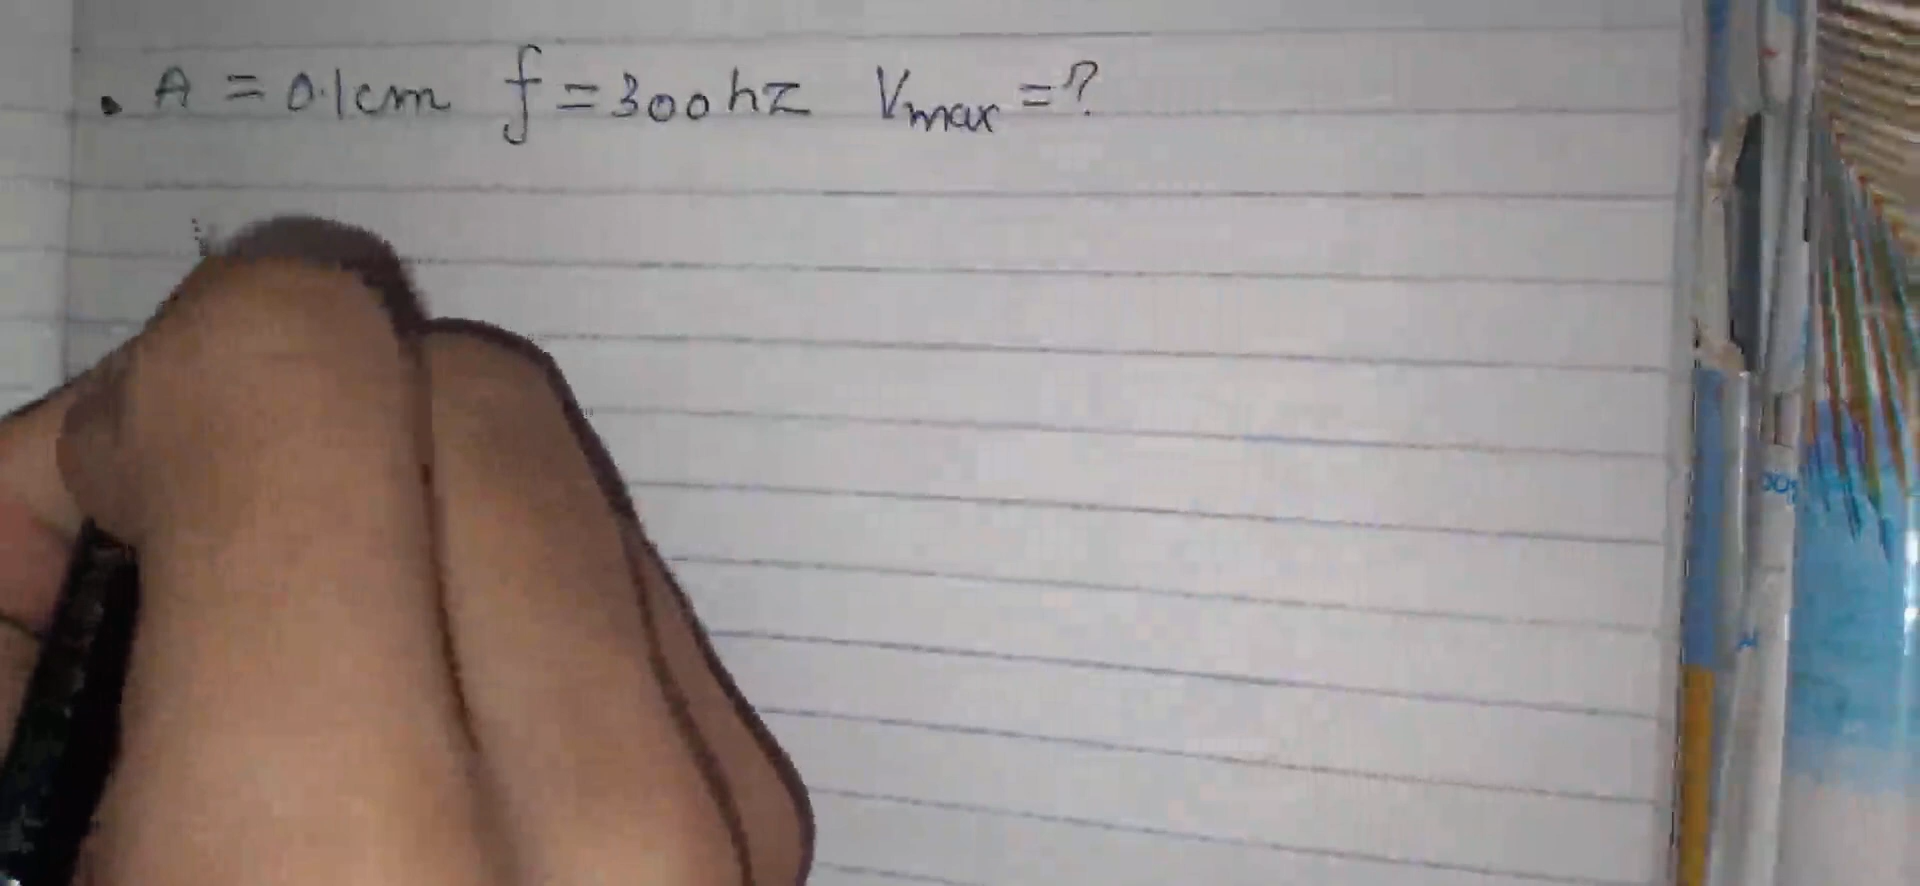 . A = 0.1cm f = 300hz Vmax = ?